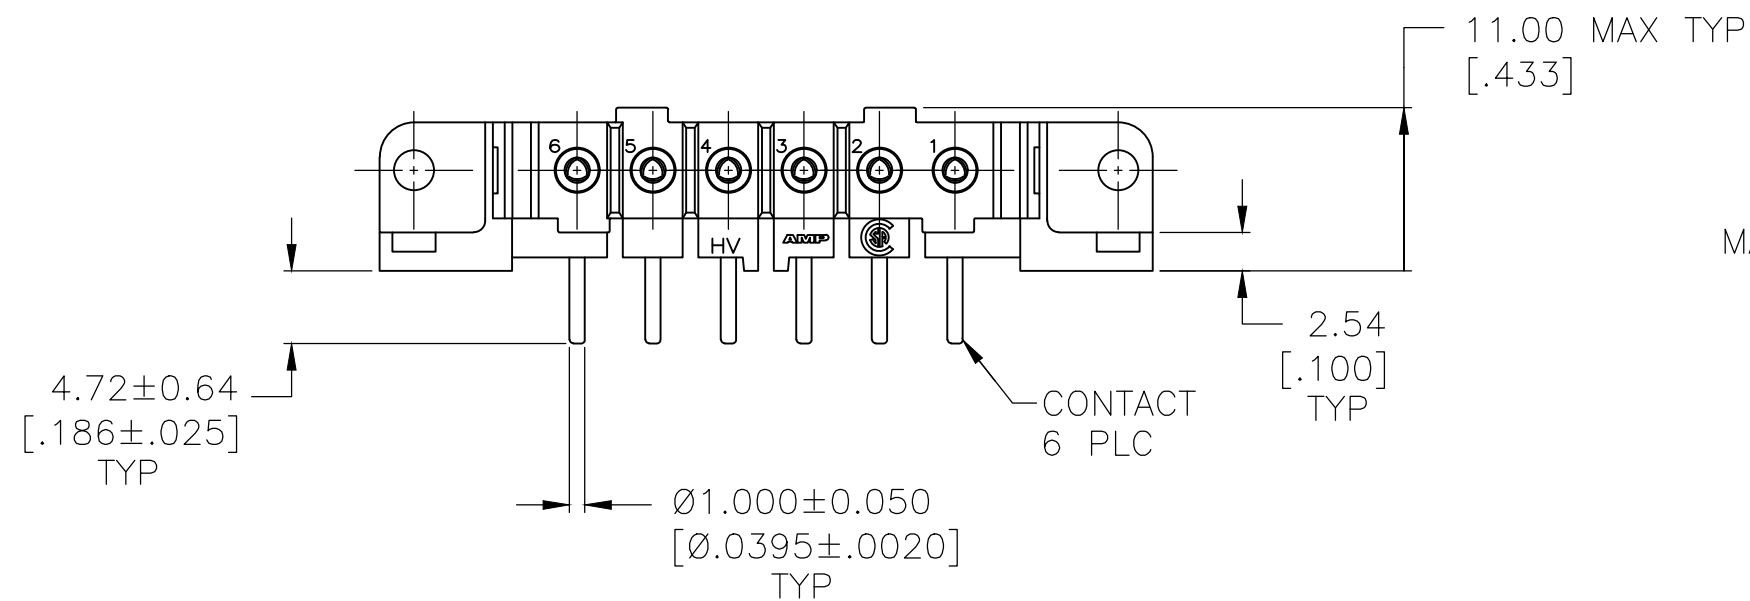 11.00 MAX TYP
[.433]
6 5 4 3 2 1
HV AMP SA
M
2.54
[.100]
TYP
4.72±0.64
[.186±.025]
TYP
CONTACT
6 PLC
Ø1.000±0.050
[Ø.0395±.0020]
TYP